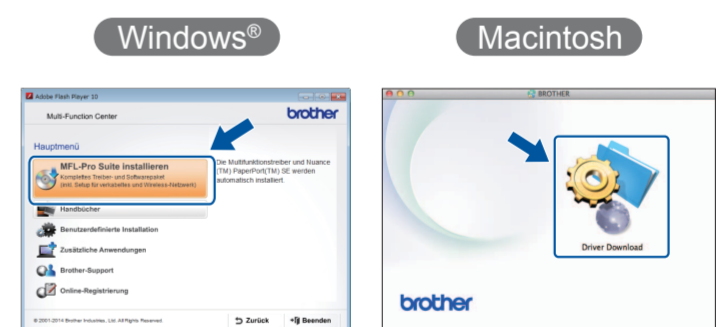 Windows®
Macintosh
Adobe Flash Player 10
Multi-Function Center
brother
Hauptmenü
MFL-Pro Suite installieren
Komplettes Treiber- und Softwarepaket
(inkl. Setup für verkabeltes und Wireless-Netzwerk)
Die Multifunktionstreiber und Nuance
(TM) PaperPort(TM) SE werden
automatisch installiert.
Handbücher
Benutzerdefinierte Installation
Zusätzliche Anwendungen
Brother-Support
Online-Registrierung
© 2001-2014 Brother Industries, Ltd. All Rights Reserved.
Zurück
Beenden
BROTHER
Driver Download
brother